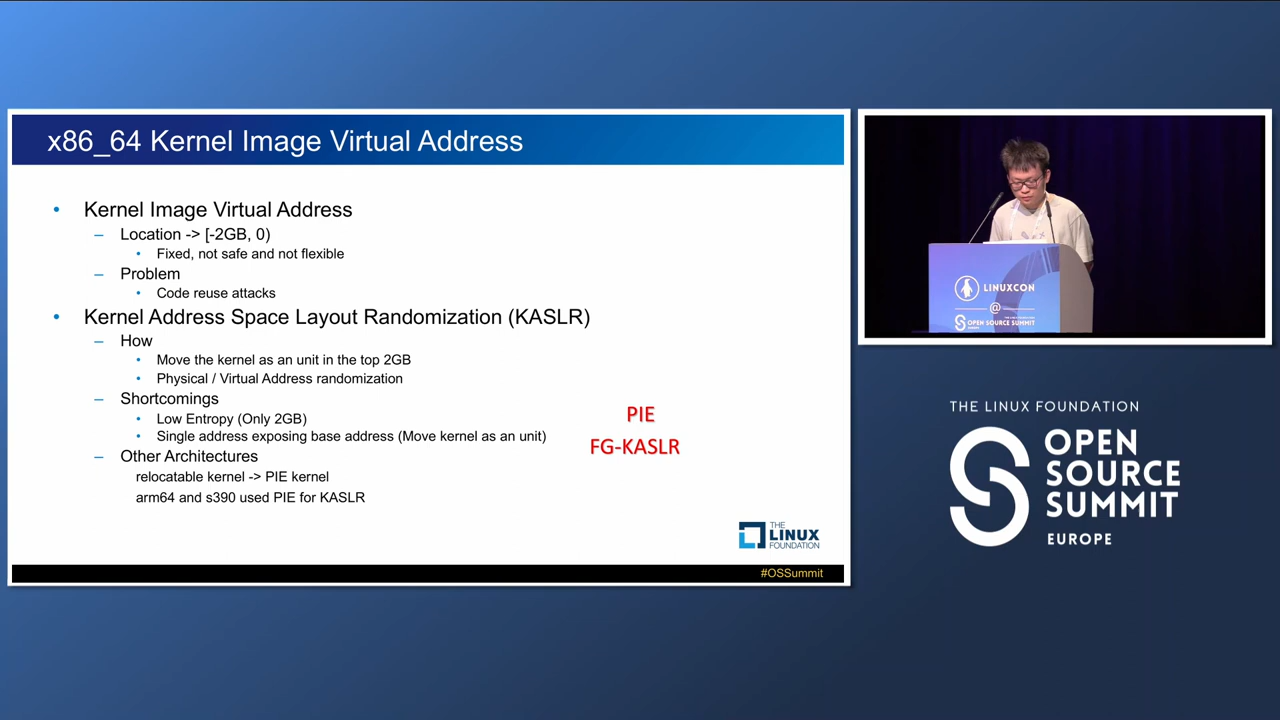 x86_64 Kernel Image Virtual Address
• Kernel Image Virtual Address
– Location -> [-2GB, 0)
• Fixed, not safe and not flexible
– Problem
• Code reuse attacks
• Kernel Address Space Layout Randomization (KASLR)
– How
• Move the kernel as an unit in the top 2GB
• Physical / Virtual Address randomization
– Shortcomings
• Low Entropy (Only 2GB)
• Single address exposing base address (Move kernel as an unit)
PIE
FG-KASLR
– Other Architectures
relocatable kernel -> PIE kernel
arm64 and s390 used PIE for KASLR
THE
LINUX
FOUNDATION
#OSSummit
LINUXCON
@
OPEN SOURCE SUMMIT
THE LINUX FOUNDATION
OPEN
SOURCE
SUMMIT
EUROPE